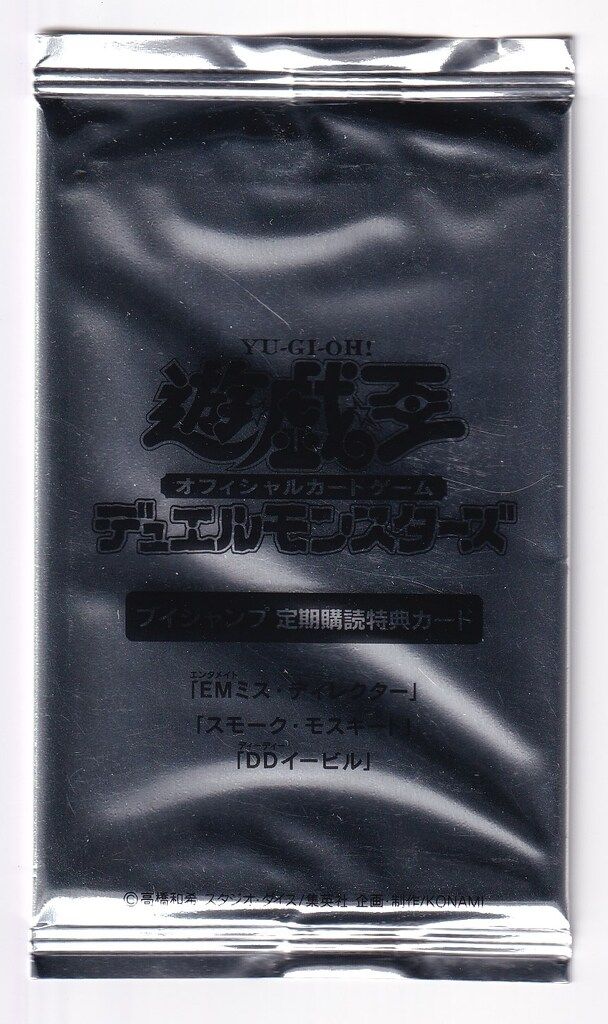 YU-GI-OH!
遊戯王
オフィシャルカードゲーム
デュエルモンスターズ
ブイジャンプ 定期購読特典カード
エンタメイト
「EMミス・ディレクター」
「スモーク・モスキート」
ディーディー
「DDイービル」
©高橋和希 スタジオ・ダイス/集英社 企画・制作/KONAMI